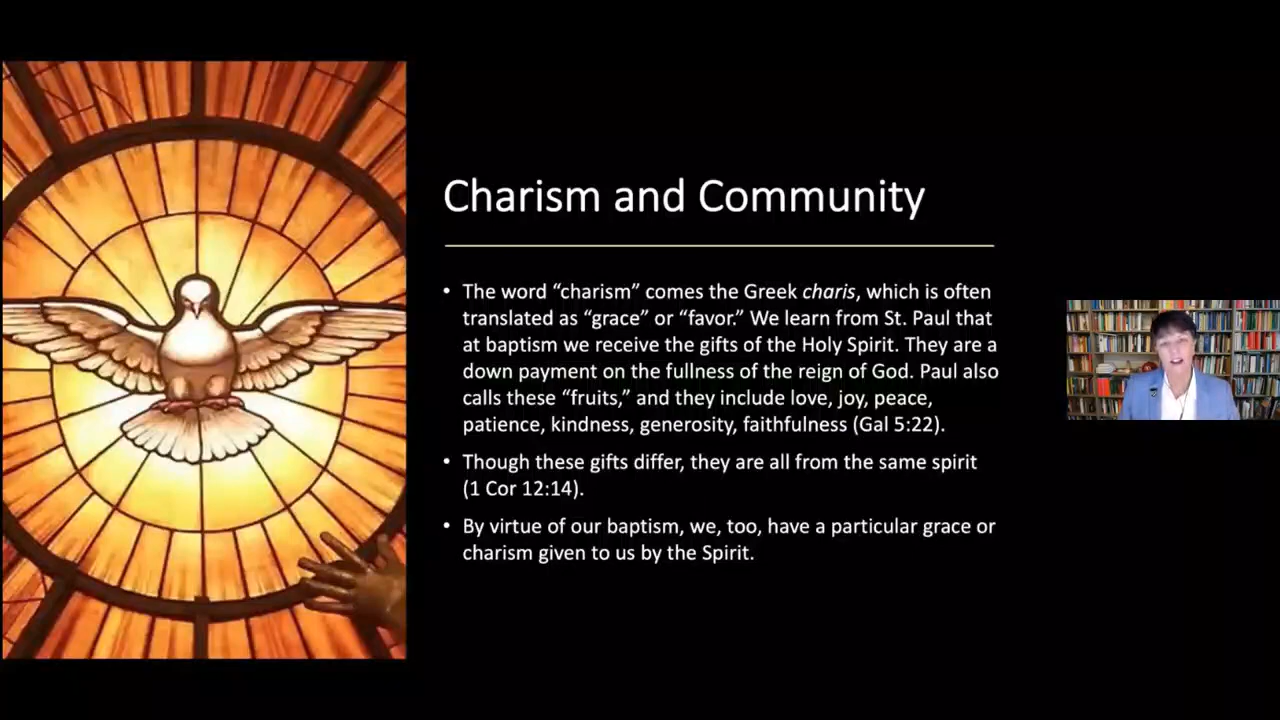 Charism and Community
• The word “charism” comes the Greek charis, which is often
translated as “grace” or “favor.” We learn from St. Paul that
at baptism we receive the gifts of the Holy Spirit. They are a
down payment on the fullness of the reign of God. Paul also
calls these “fruits,” and they include love, joy, peace,
patience, kindness, generosity, faithfulness (Gal 5:22).
• Though these gifts differ, they are all from the same spirit
(1 Cor 12:14).
• By virtue of our baptism, we, too, have a particular grace or
charism given to us by the Spirit.